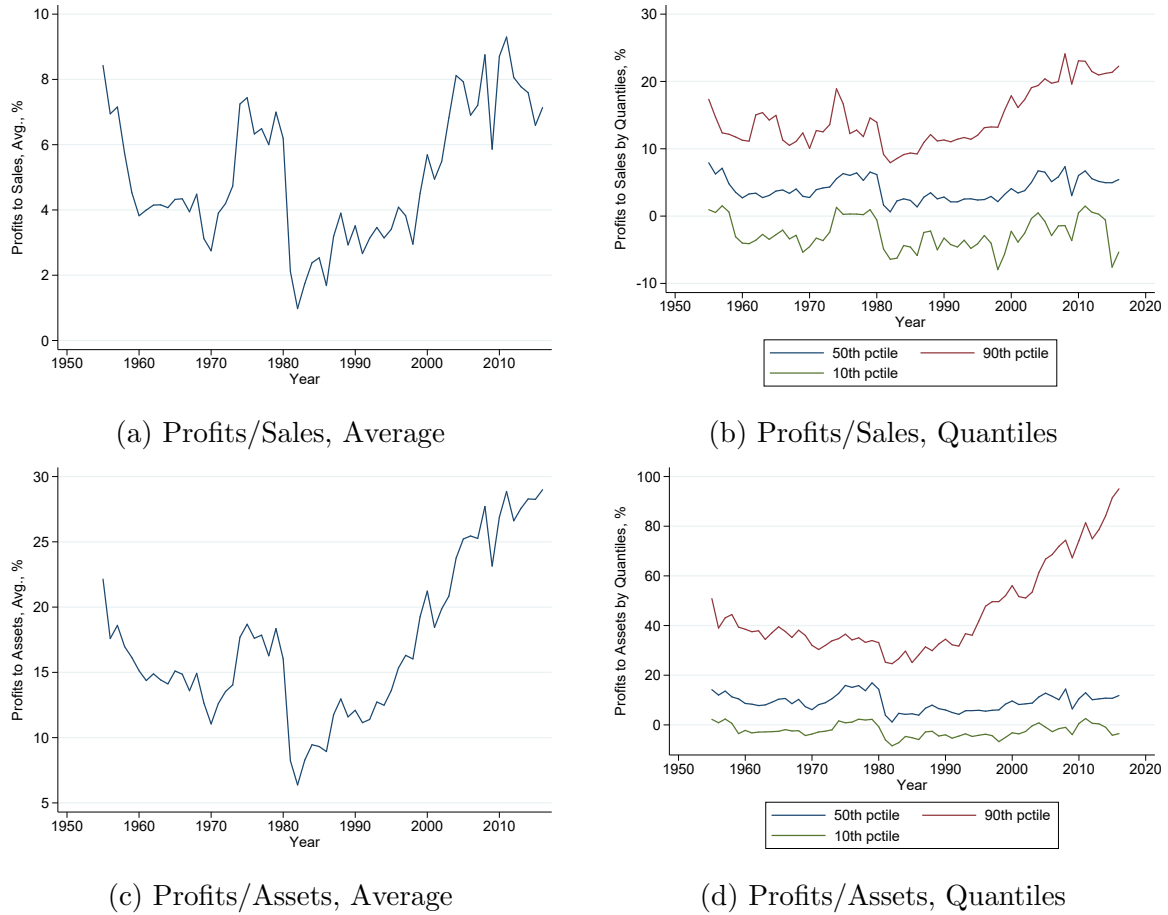 10
8
6
4
2
0
Profits to Sales, Avg., %
1950 1960 1970 1980 1990 2000 2010
Year
(a) Profits/Sales, Average
30
20
10
0
-10
Profits to Sales by Quantiles, %
1950 1960 1970 1980 1990 2000 2010 2020
Year
50th pctile 90th pctile
10th pctile
(b) Profits/Sales, Quantiles
30
25
20
15
10
5
Profits to Assets, Avg., %
1950 1960 1970 1980 1990 2000 2010
Year
(c) Profits/Assets, Average
100
80
60
40
20
0
Profits to Assets by Quantiles, %
1950 1960 1970 1980 1990 2000 2010 2020
Year
50th pctile 90th pctile
10th pctile
(d) Profits/Assets, Quantiles